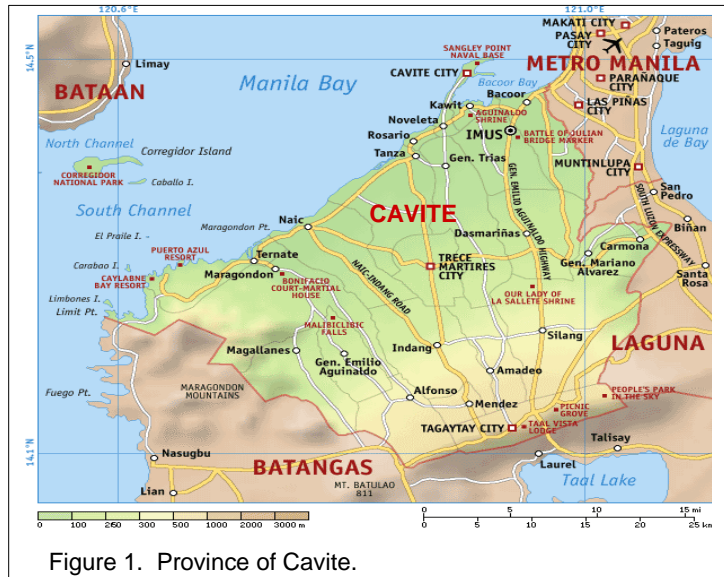 120.6°E
121.0°E
MAKATI CITY
PASAY
CITY
Pateros
Taguig
14.5°N
SANGLEY POINT
NAVAL BASE
METRO MANILA
Limay
Manila Bay
CAVITE CITY
Bacoor Bay
PARAÑAQUE
CITY
BATAAN
Kawit
Bacoor
LAS PIÑAS
CITY
Noveleta
AGUINALDO
SHRINE
IMUS
BATTLE OF JULIAN
BRIDGE MARKER
Laguna
de Bay
North Channel
Corregidor Island
Rosario
Tanza
Gen. Trias
MUNTINLUPA
CITY
CORREGIDOR
NATIONAL PARK
Caballo I.
San
Pedro
South Channel
CAVITE
GEN. EMILIO AGUINALDO HIGHWAY
SOUTH LUZON EXPRESSWAY
Maragondon Pt.
Naic
Dasmariñas
Biñan
El Praile I.
Carmona
PUERTO AZUL
RESORT
Ternate
Gen. Mariano
Alvarez
Carabao I.
Maragondon
TRECE
MARTIRES
CITY
Santa
Rosa
CAYLABNE
BAY RESORT
BONIFACIO
COURT-MARTIAL
HOUSE
NAIC-INDANG ROAD
OUR LADY OF
LA SALLETE SHRINE
Limbones I.
Limit Pt.
MALIBICLIBIC
FALLS
Silang
LAGUNA
Magallanes
Gen. Emilio
Aguinaldo
Indang
Amadeo
MARAGONDON
MOUNTAINS
PEOPLE'S PARK
IN THE SKY
Fuego Pt.
Alfonso
Mendez
PICNIC
GROVE
TAGAYTAY CITY
TAAL VISTA
LODGE
Talisay
14.1°N
Nasugbu
BATANGAS
Laurel
Lian
MT. BATULAO
811
Taal Lake
0 100 250 300 500 1000 2000 3000 m
0 5 10 15 mi
0 5 10 15 20 25 km
Figure 1. Province of Cavite.